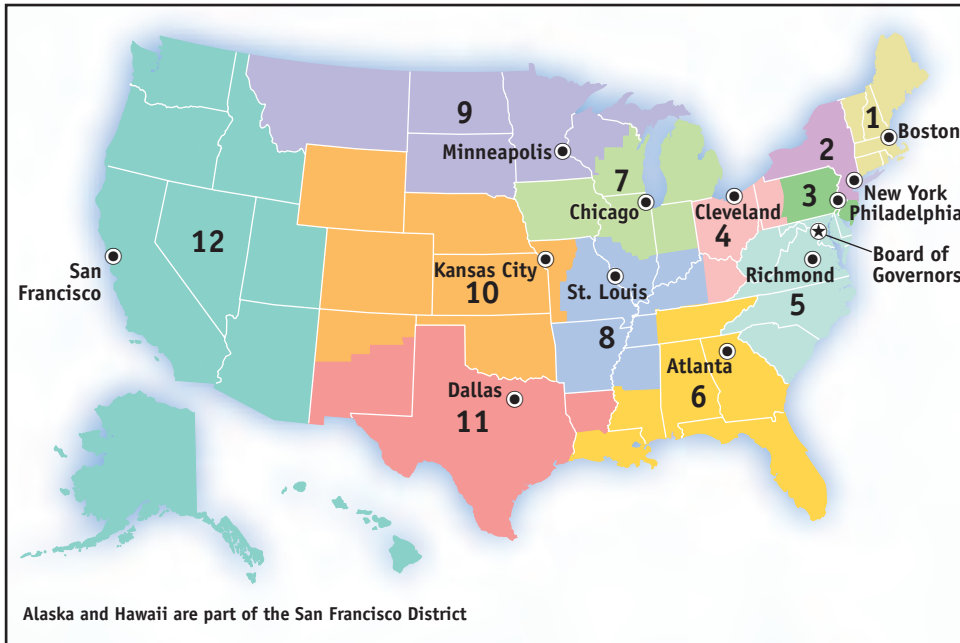 9
Minneapolis
1
Boston
2
7
Chicago
Cleveland
4
3
New York
Philadelphia
12
San
Francisco
Kansas City
10
St. Louis
8
Richmond
5
Board of
Governors
Atlanta
6
Dallas
11
Alaska and Hawaii are part of the San Francisco District